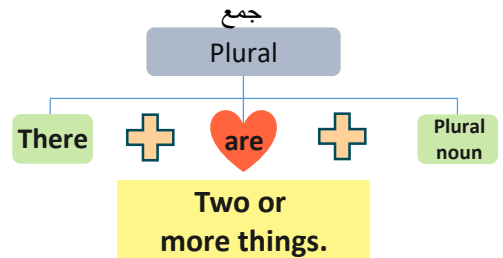 جمع
Plural
There
are
Plural
noun
Two or
more things.